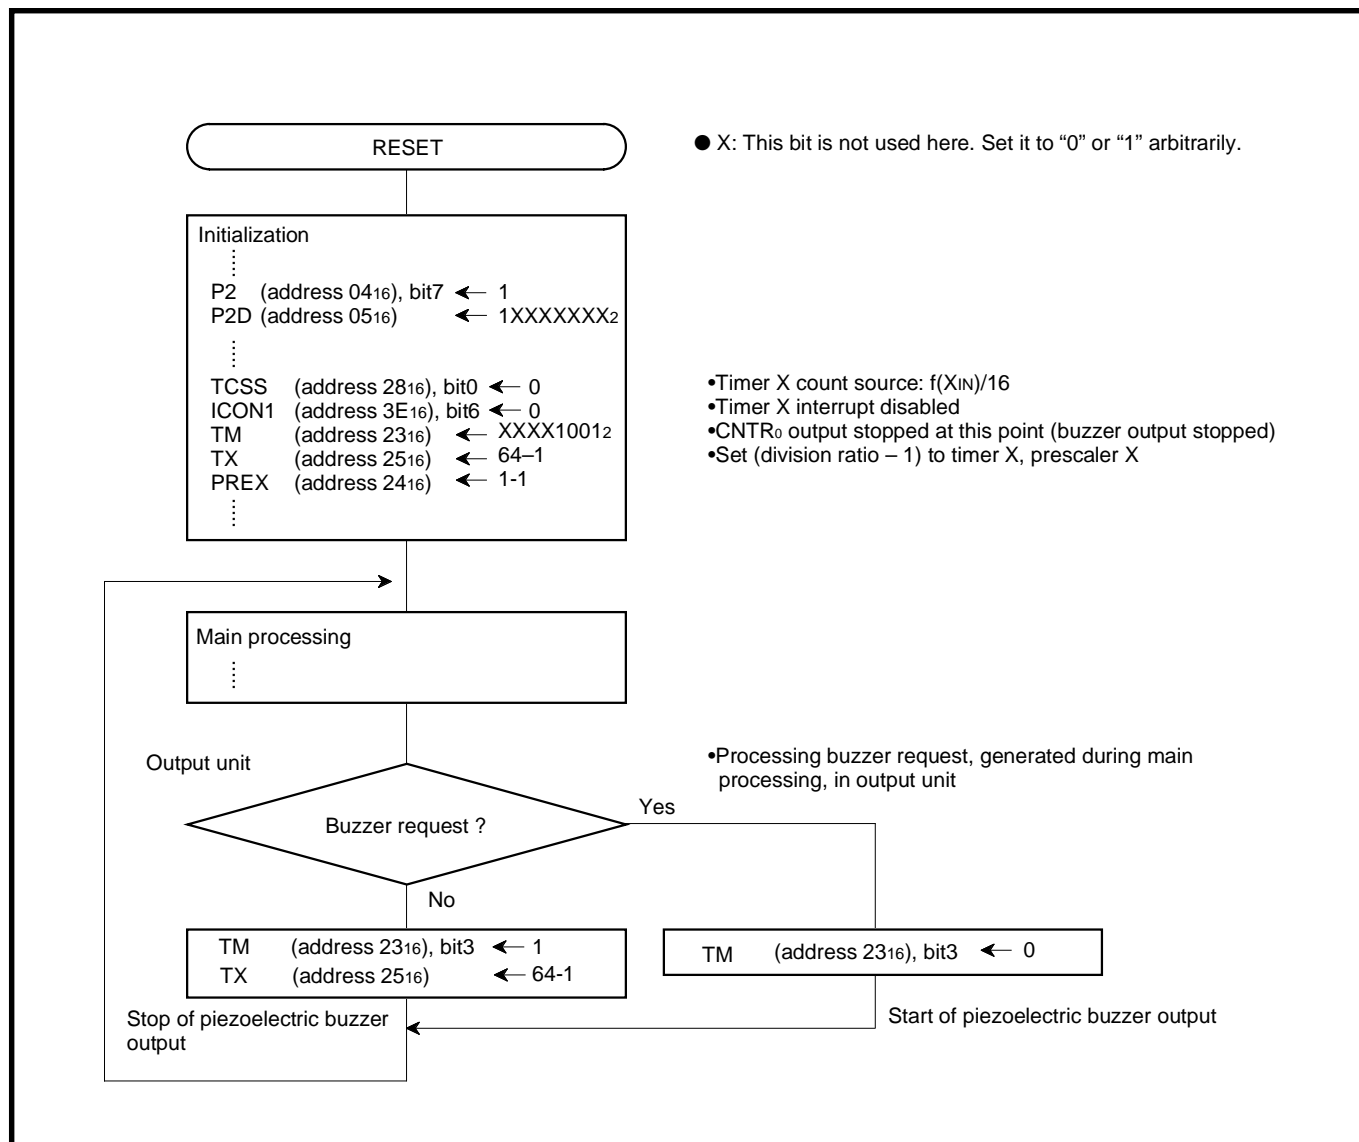 RESET
● X: This bit is not used here. Set it to “0” or “1” arbitrarily.
Initialization
P2 (address 0416), bit7 ← 1
P2D (address 0516) ← 1XXXXXXX2
TCSS (address 2816), bit0 ← 0
ICON1 (address 3E16), bit6 ← 0
TM (address 2316) ← XXXX10012
TX (address 2516) ← 64–1
PREX (address 2416) ← 1-1
•Timer X count source: f(XIN)/16
•Timer X interrupt disabled
•CNTR0 output stopped at this point (buzzer output stopped)
•Set (division ratio – 1) to timer X, prescaler X
Main processing
Output unit
•Processing buzzer request, generated during main
processing, in output unit
Buzzer request ?
Yes
No
TM (address 2316), bit3 ← 1
TX (address 2516) ← 64-1
TM (address 2316), bit3 ← 0
Stop of piezoelectric buzzer
output
Start of piezoelectric buzzer output